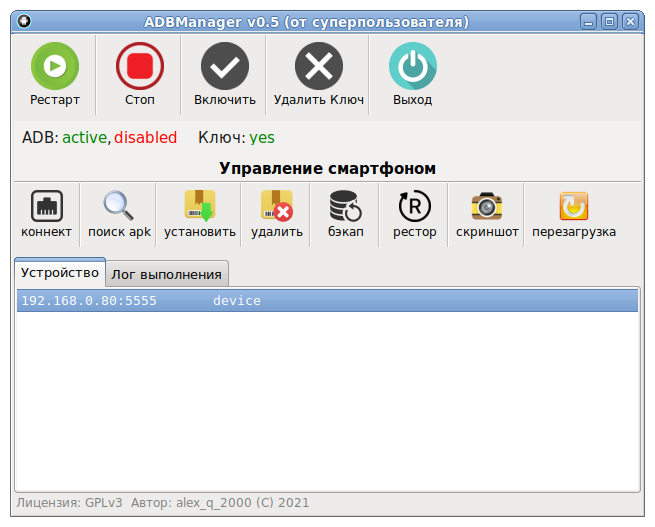 ADBManager v0.5 (от суперпользователя)
Рестарт Стоп Включить Удалить Ключ Выход
ADB: active, disabled Ключ: yes
Управление смартфоном
R
коннект поиск apk установить удалить бэкап рестор скриншот перезагрузка
Устройство Лог выполнения
192.168.0.80:5555 device
Лицензия: GPLv3 Автор: alex_q_2000 (C) 2021